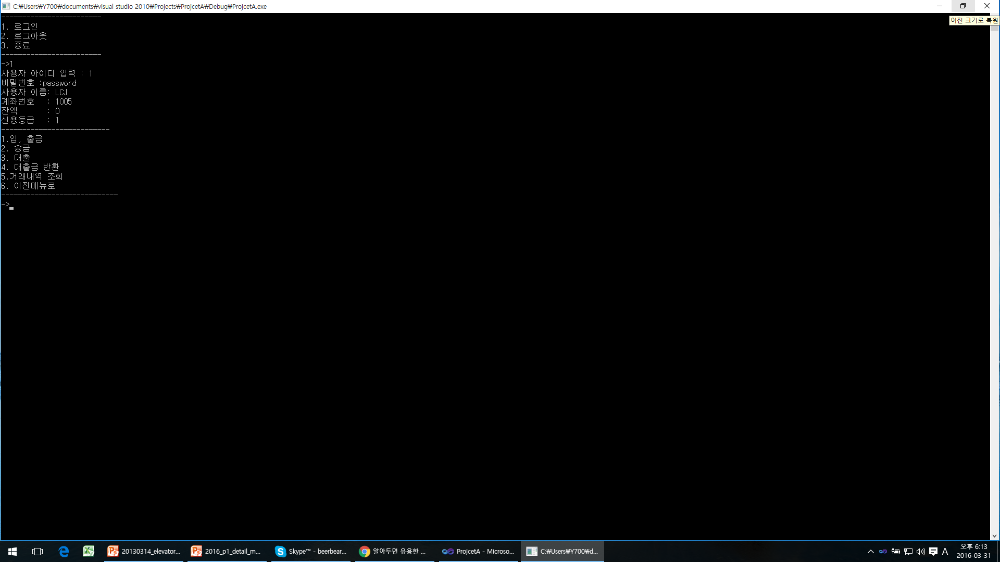 C:₩Users₩Y700₩documents₩visual studio 2010₩Projects₩ProjcetA₩Debug₩ProjcetA.exe
이전 크기로 복원
------------------------
1. 로그인
2. 로그아웃
3. 종료
------------------------
->1
사용자 아이디 입력 : 1
비밀번호 :password
사용자 이름: LCJ
계좌번호   : 1005
잔액       : 0
신용등급   : 1
--------------------------
1.입, 출금
2. 송금
3. 대출
4. 대출금 반환
5.거래내역 조회
6. 이전메뉴로
----------------------------
->
20130314_elevator...
2016_p1_detail_m...
Skype™ - beerbear...
알아두면 유용한 ...
ProjcetA - Microso...
C:₩Users₩Y700₩d...
A
오후 6:13
2016-03-31